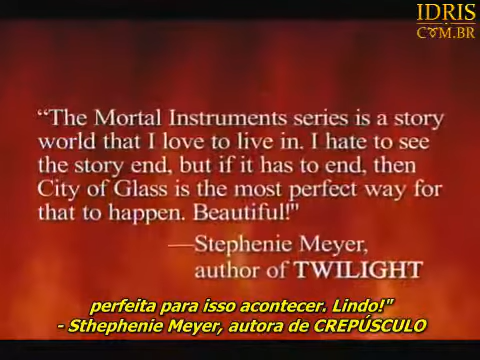 IDRIS
COM.BR
“The Mortal Instruments series is a story
world that I love to live in. I hate to see
the story end, but if it has to end, then
City of Glass is the most perfect way for
that to happen. Beautiful!"
—Stephenie Meyer,
author of TWILIGHT
perfeita para isso acontecer. Lindo!"
- Sthephenie Meyer, autora de CREPÚSCULO